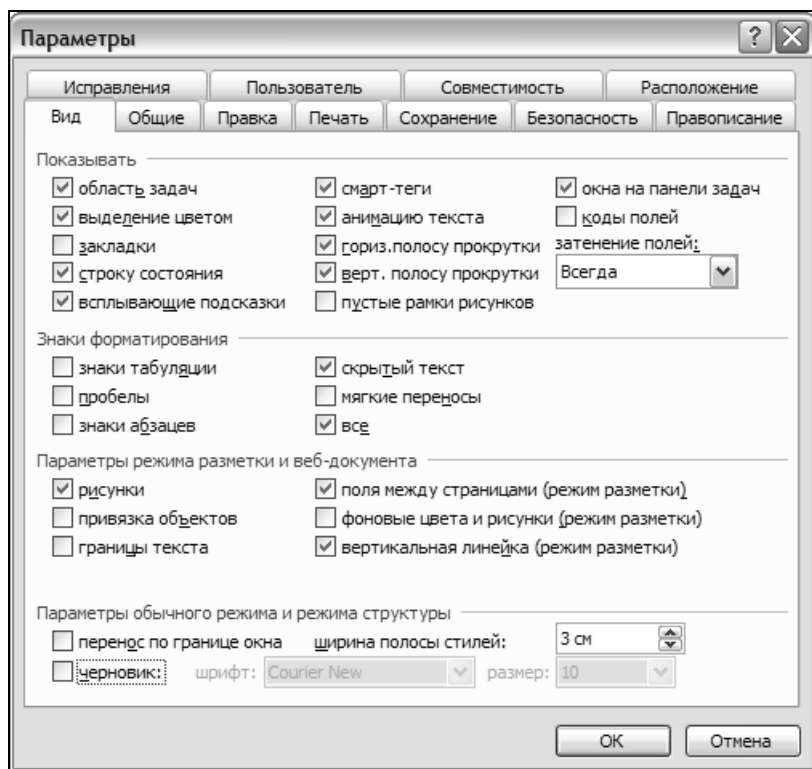 Параметры
Исправления Пользователь Совместимость Расположение
Вид Общие Правка Печать Сохранение Безопасность Правописание
Показывать
область задач смарт-теги окна на панели задач
выделение цветом анимацию текста коды полей
закладки гориз.полосу прокрутки затенение полей:
строку состояния верт. полосу прокрутки Всегда
всплывающие подсказки пустые рамки рисунков
Знаки форматирования
знаки табуляции скрытый текст
пробелы мягкие переносы
знаки абзацев все
Параметры режима разметки и веб-документа
рисунки поля между страницами (режим разметки)
привязка объектов фоновые цвета и рисунки (режим разметки)
границы текста вертикальная линейка (режим разметки)
Параметры обычного режима и режима структуры
перенос по границе окна ширина полосы стилей: 3 см
черновик: шрифт: Courier New размер: 10
ОК Отмена